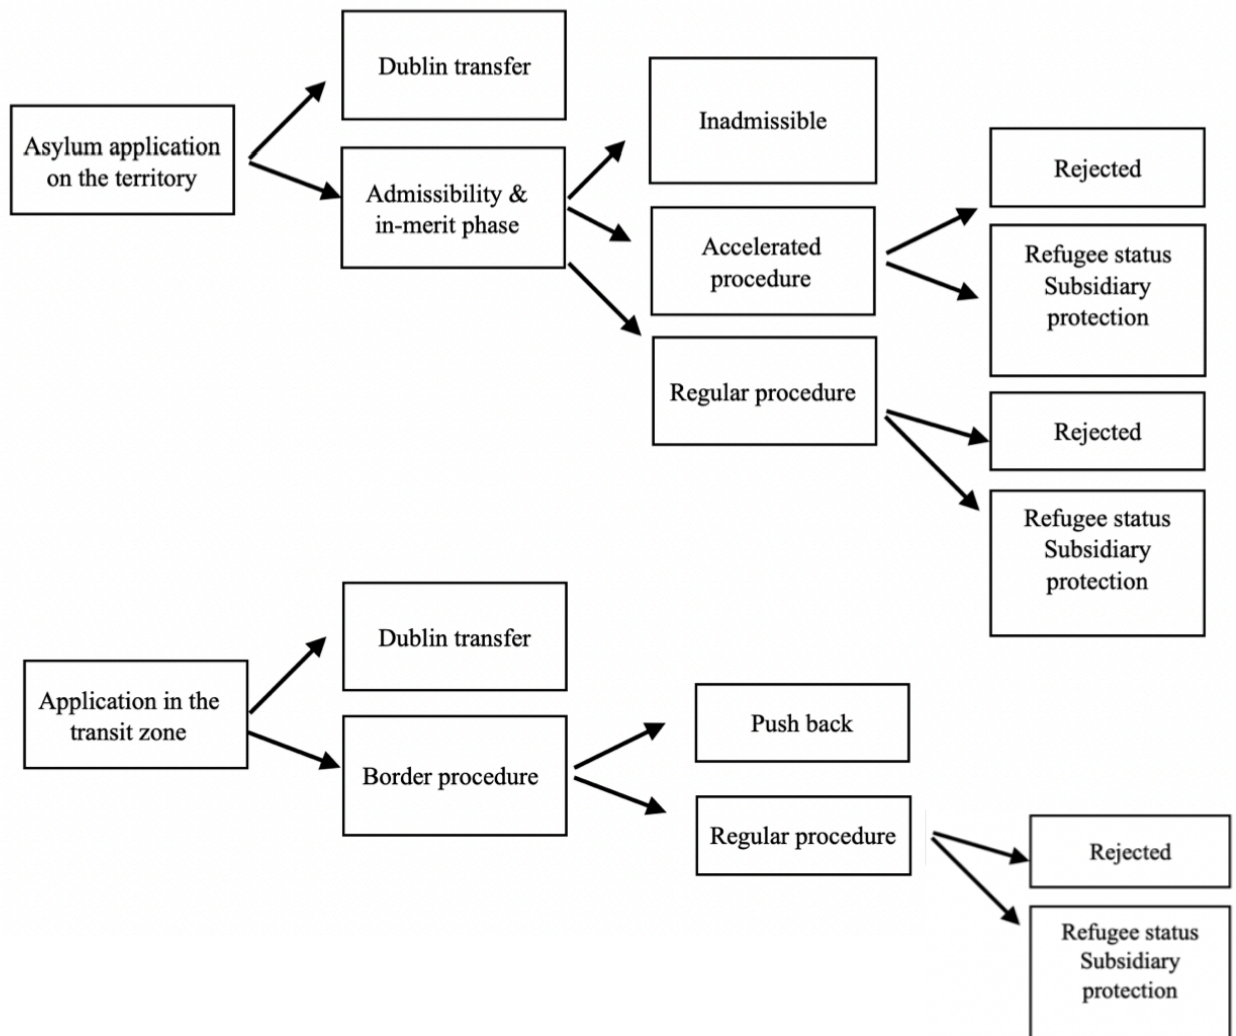 Asylum application
on the territory
Dublin transfer
Admissibility &
in-merit phase
Inadmissible
Accelerated
procedure
Regular procedure
Rejected
Refugee status
Subsidiary
protection
Rejected
Refugee status
Subsidiary
protection
Application in the
transit zone
Dublin transfer
Border procedure
Push back
Regular procedure
Rejected
Refugee status
Subsidiary
protection